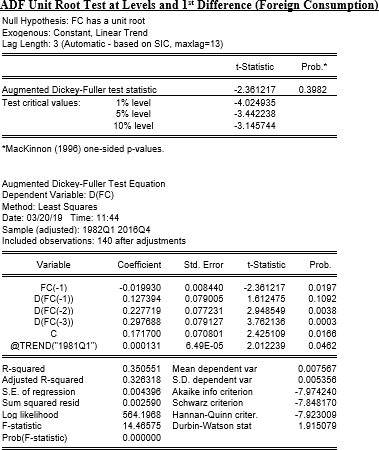 ADF Unit Root Test at Levels and 1st Difference (Foreign Consumption)
Null Hypothesis: FC has a unit root
Exogenous: Constant, Linear Trend
Lag Length: 3 (Automatic - based on SIC, maxlag=13)
t-Statistic Prob.*
Augmented Dickey-Fuller test statistic -2.361217 0.3982
Test critical values: 1% level -4.024935
5% level -3.442238
10% level -3.145744
*MacKinnon (1996) one-sided p-values.
Augmented Dickey-Fuller Test Equation
Dependent Variable: D(FC)
Method: Least Squares
Date: 03/20/19 Time: 11:44
Sample (adjusted): 1982Q1 2016Q4
Included observations: 140 after adjustments
Variable Coefficient Std. Error t-Statistic Prob.
FC(-1) -0.019930 0.008440 -2.361217 0.0197
D(FC(-1)) 0.127394 0.079005 1.612475 0.1092
D(FC(-2)) 0.227719 0.077231 2.948549 0.0038
D(FC(-3)) 0.297688 0.079127 3.762136 0.0003
C 0.171700 0.070801 2.425109 0.0166
@TREND("1981Q1") 0.000131 6.49E-05 2.012239 0.0462
R-squared 0.350551 Mean dependent var 0.007567
Adjusted R-squared 0.326318 S.D. dependent var 0.005356
S.E. of regression 0.004396 Akaike info criterion -7.974240
Sum squared resid 0.002590 Schwarz criterion -7.848170
Log likelihood 564.1968 Hannan-Quinn criter. -7.923009
F-statistic 14.46575 Durbin-Watson stat 1.915079
Prob(F-statistic) 0.000000